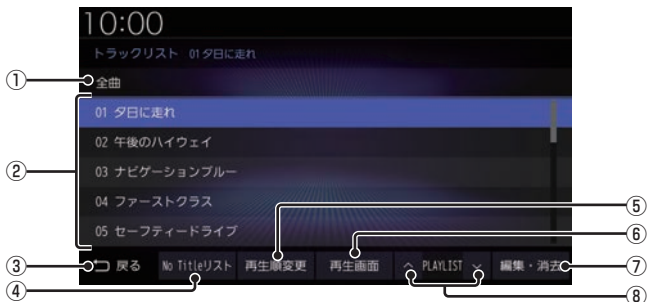 10:00
トラックリスト 01夕日に走れ
① 全曲
②
01 夕日に走れ
02 午後のハイウェイ
03 ナビゲーションブルー
04 ファーストクラス
05 セーフティードライブ
⑤
⑥
③ 戻る No Titleリスト 再生順変更 再生画面 PLAYLIST 編集・消去 ⑦
④
⑧